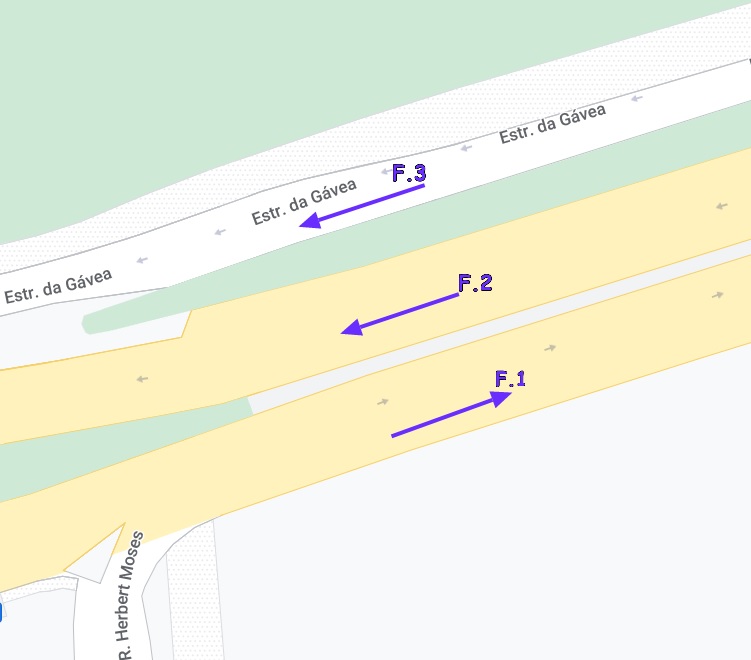 Estr. da Gávea
F.3
Estr. da Gávea
Estr. da Gávea
F.2
F.1
R. Herbert Moses